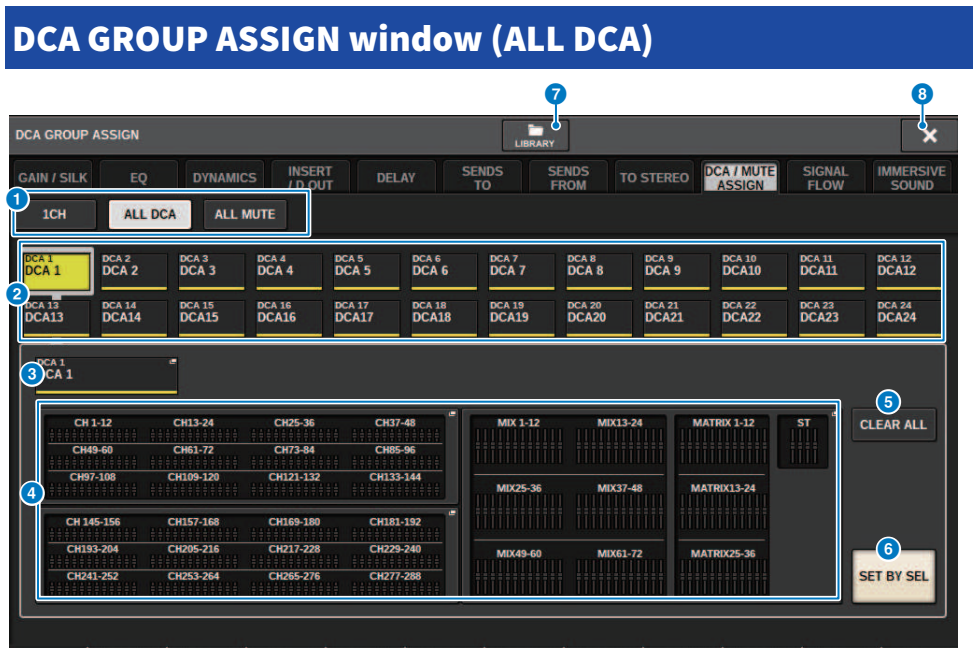 DCA GROUP ASSIGN window (ALL DCA)
7 8
DCA GROUP ASSIGN LIBRARY
GAIN / SILK EQ DYNAMICS INSERT / D.OUT DELAY SENDS TO SENDS FROM TO STEREO DCA / MUTE ASSIGN SIGNAL FLOW IMMERSIVE SOUND
1
1CH ALL DCA ALL MUTE
DCA 1 DCA 2 DCA 3 DCA 4 DCA 5 DCA 6 DCA 7 DCA 8 DCA 9 DCA 10 DCA 11 DCA 12
DCA 1 DCA 2 DCA 3 DCA 4 DCA 5 DCA 6 DCA 7 DCA 8 DCA 9 DCA10 DCA11 DCA12
2
DCA 13 DCA 14 DCA 15 DCA 16 DCA 17 DCA 18 DCA 19 DCA 20 DCA 21 DCA 22 DCA 23 DCA 24
DCA13 DCA14 DCA15 DCA16 DCA17 DCA18 DCA19 DCA20 DCA21 DCA22 DCA23 DCA24
DCA 1
3 CA 1
5
CH 1-12 CH13-24 CH25-36 CH37-48 MIX 1-12 MIX13-24 MATRIX 1-12 ST CLEAR ALL
CH49-60 CH61-72 CH73-84 CH85-96
CH97-108 CH109-120 CH121-132 CH133-144
4 MIX25-36 MIX37-48 MATRIX13-24
CH 145-156 CH157-168 CH169-180 CH181-192
CH193-204 CH205-216 CH217-228 CH229-240 MIX49-60 MIX61-72 MATRIX25-36 6
CH241-252 CH253-264 CH265-276 CH277-288 SET BY SEL